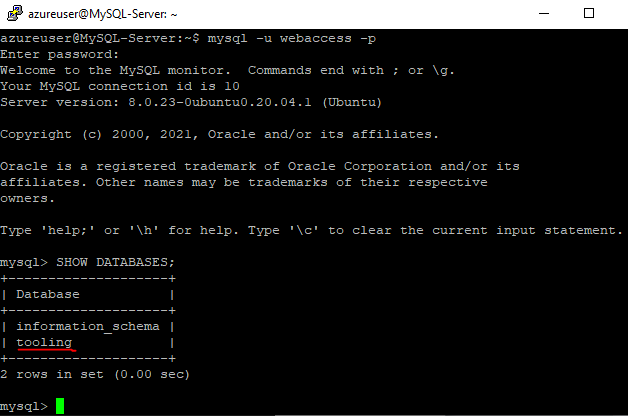 azureuser@MySQL-Server: ~
azureuser@MySQL-Server:~$ mysql -u webaccess -p
Enter password:
Welcome to the MySQL monitor.  Commands end with ; or \g.
Your MySQL connection id is 10
Server version: 8.0.23-0ubuntu0.20.04.1 (Ubuntu)
Copyright (c) 2000, 2021, Oracle and/or its affiliates.
Oracle is a registered trademark of Oracle Corporation and/or its
affiliates. Other names may be trademarks of their respective
owners.
Type 'help;' or '\h' for help. Type '\c' to clear the current input statement.
mysql> SHOW DATABASES;
+--------------------+
| Database           |
+--------------------+
| information_schema |
| tooling            |
+--------------------+
2 rows in set (0.00 sec)
mysql>